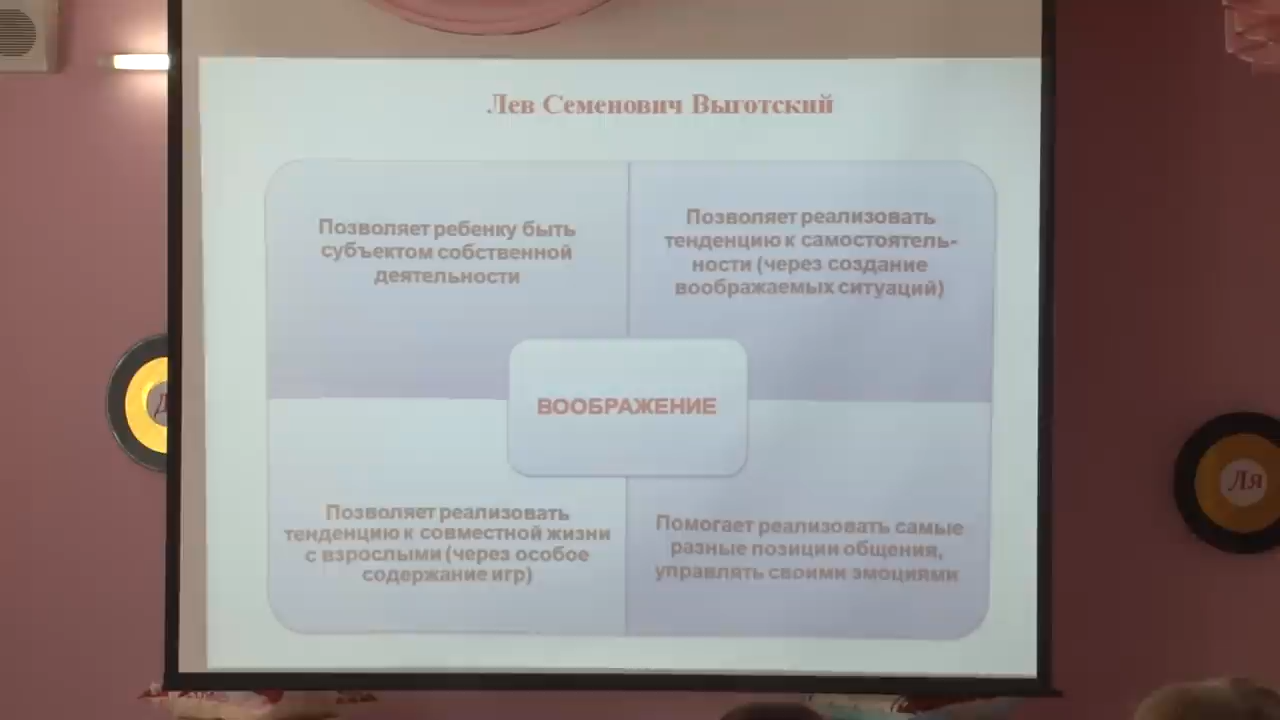 Лев Семенович Выготский
Позволяет ребенку быть
субъектом собственной
деятельности
Позволяет реализовать
тенденцию к самостоятель-
ности (через создание
воображаемых ситуаций)
ВООБРАЖЕНИЕ
Позволяет реализовать
тенденцию к совместной жизни
с взрослыми (через особое
содержание игр)
Помогает реализовать самые
разные позиции общения,
управлять своими эмоциями
Ля